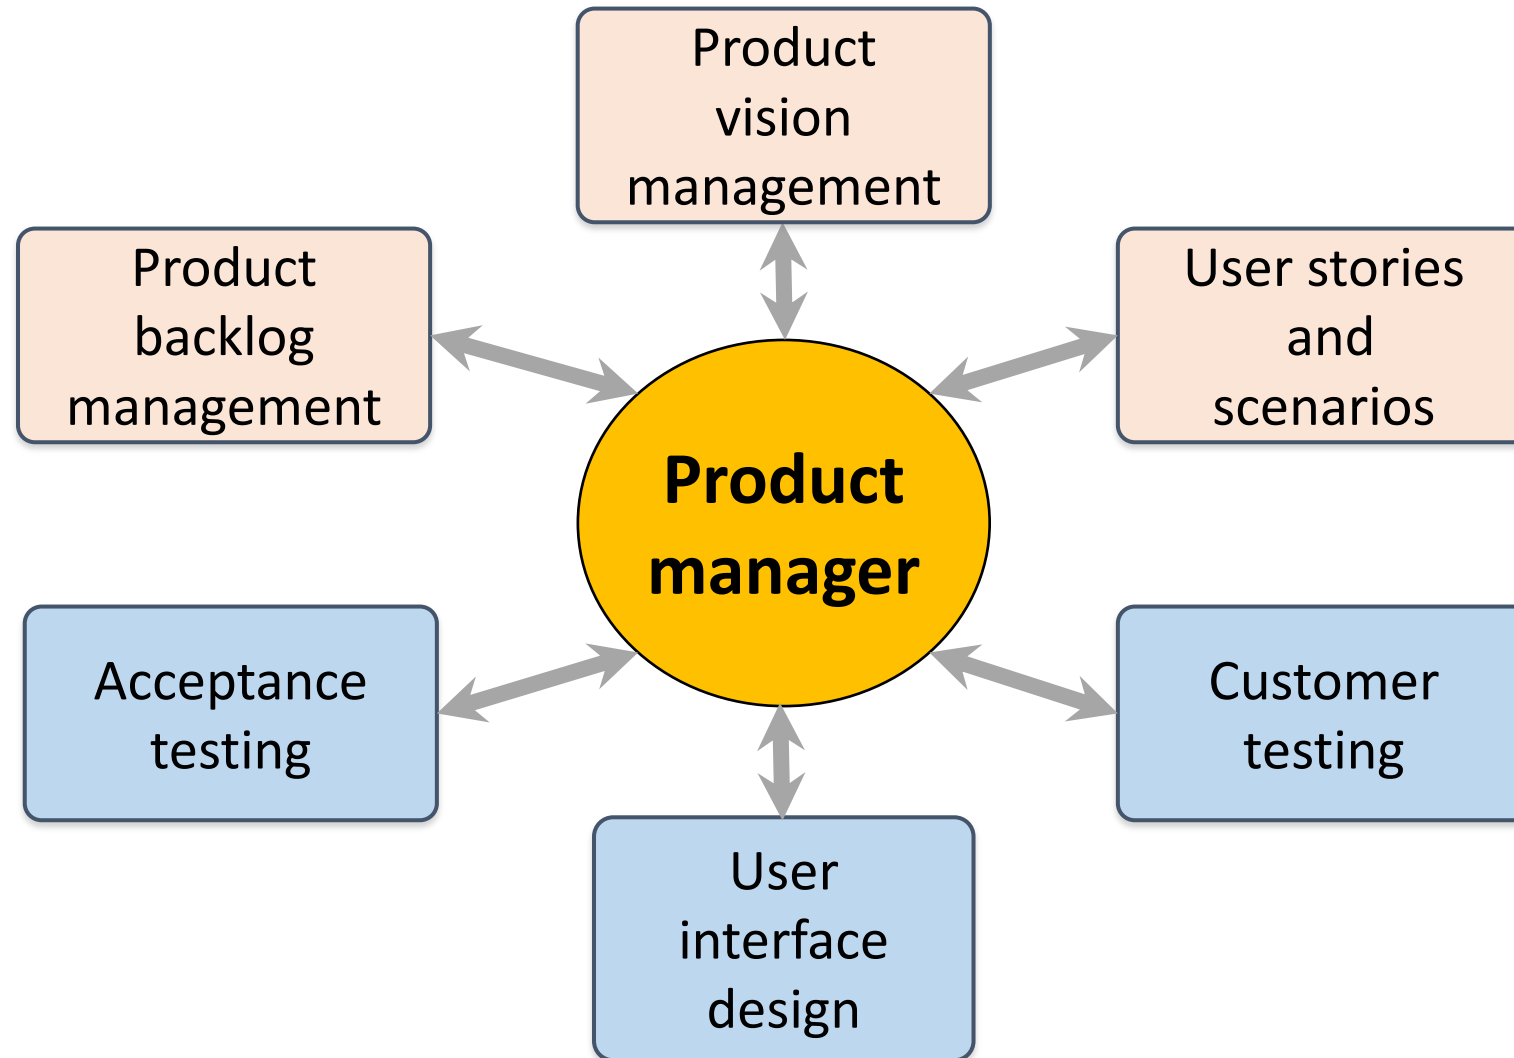 Product
vision
management
Product
backlog
management
User stories
and
scenarios
Product
manager
Acceptance
testing
Customer
testing
User
interface
design